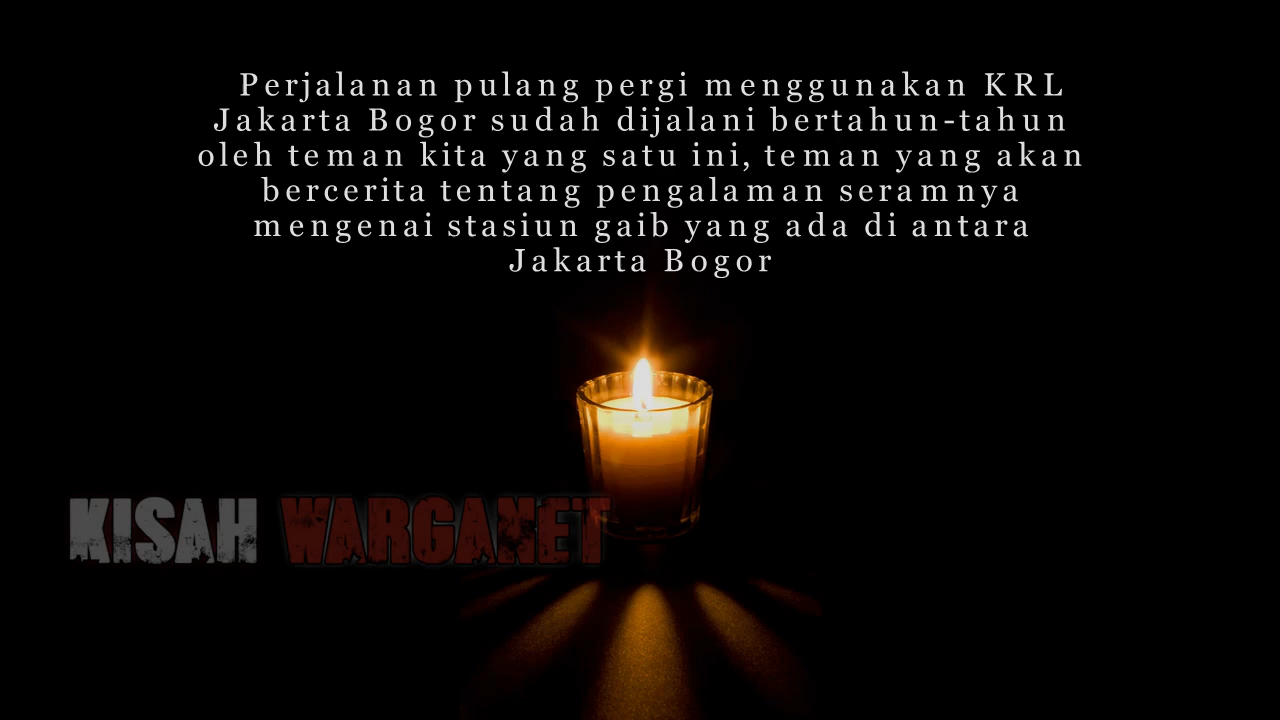 Perjalanan pulang pergi menggunakan KRL
Jakarta Bogor sudah dijalani bertahun-tahun
oleh teman kita yang satu ini, teman yang akan
bercerita tentang pengalaman seramnya
mengenai stasiun gaib yang ada di antara
Jakarta Bogor
KISAH WARGANET